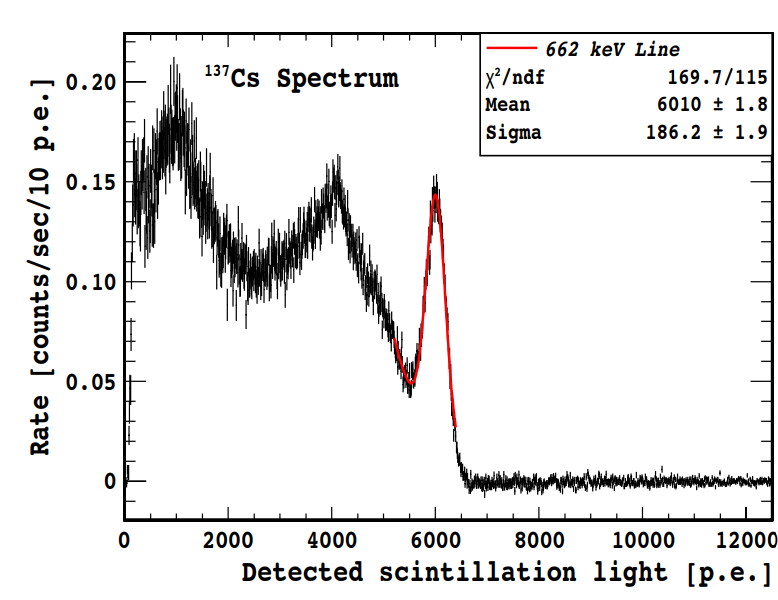 137Cs Spectrum
662 keV Line
χ²/ndf 169.7/115
Mean 6010 ± 1.8
Sigma 186.2 ± 1.9
Rate [counts/sec/10 p.e.]
0.20
0.15
0.10
0.05
0
0 2000 4000 6000 8000 10000 12000
Detected scintillation light [p.e.]